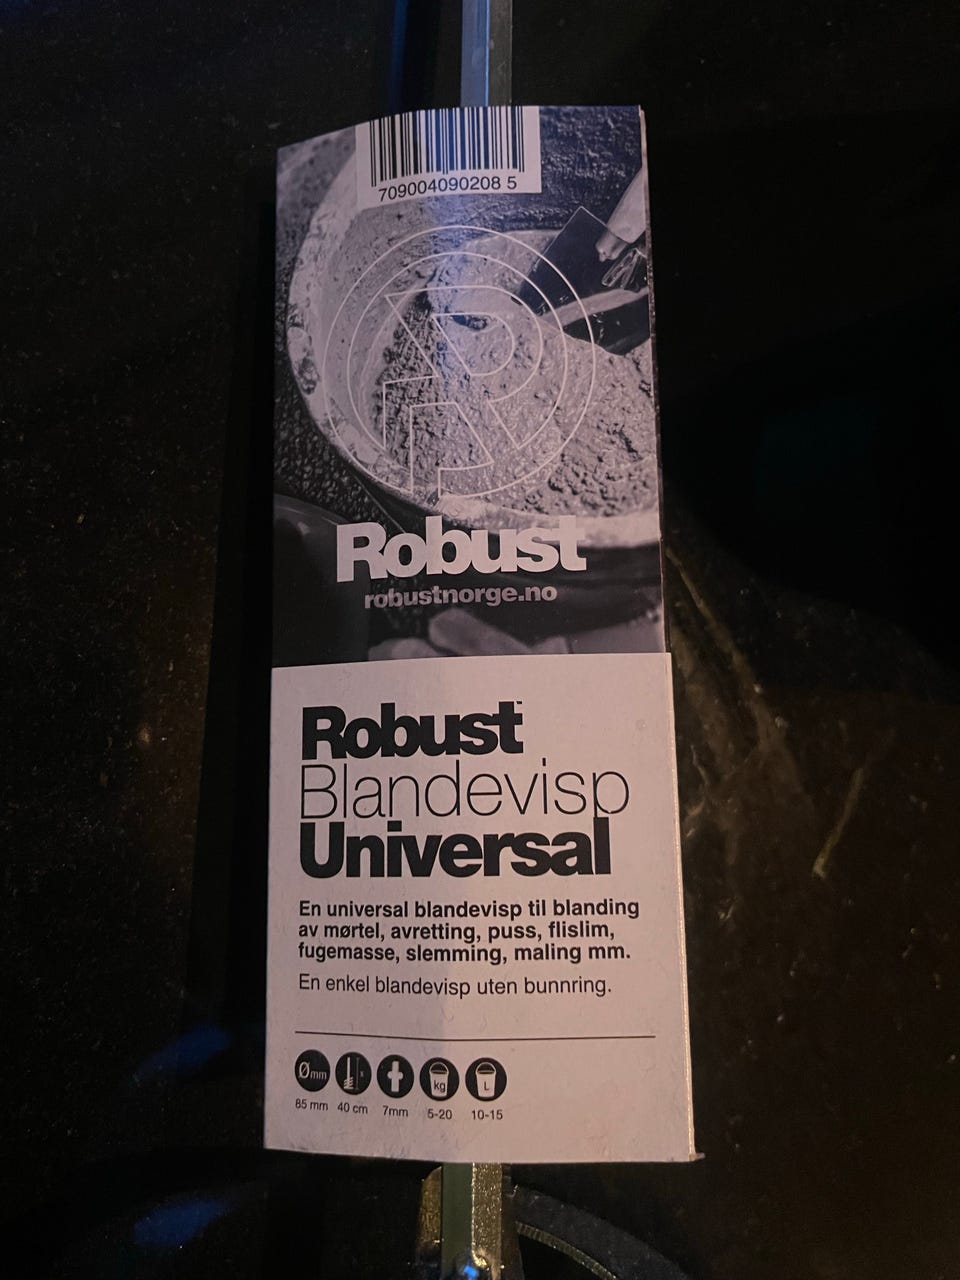 709004090208 5
Robust
robustnorge.no
Robust
Blandevisp
Universal
En universal blandevisp til blanding
av mørtel, avretting, puss, flislim,
fugemasse, slemming, maling mm.
En enkel blandevisp uten bunnring.
Ømm
kg
L
85 mm 40 cm 7mm 5-20 10-15